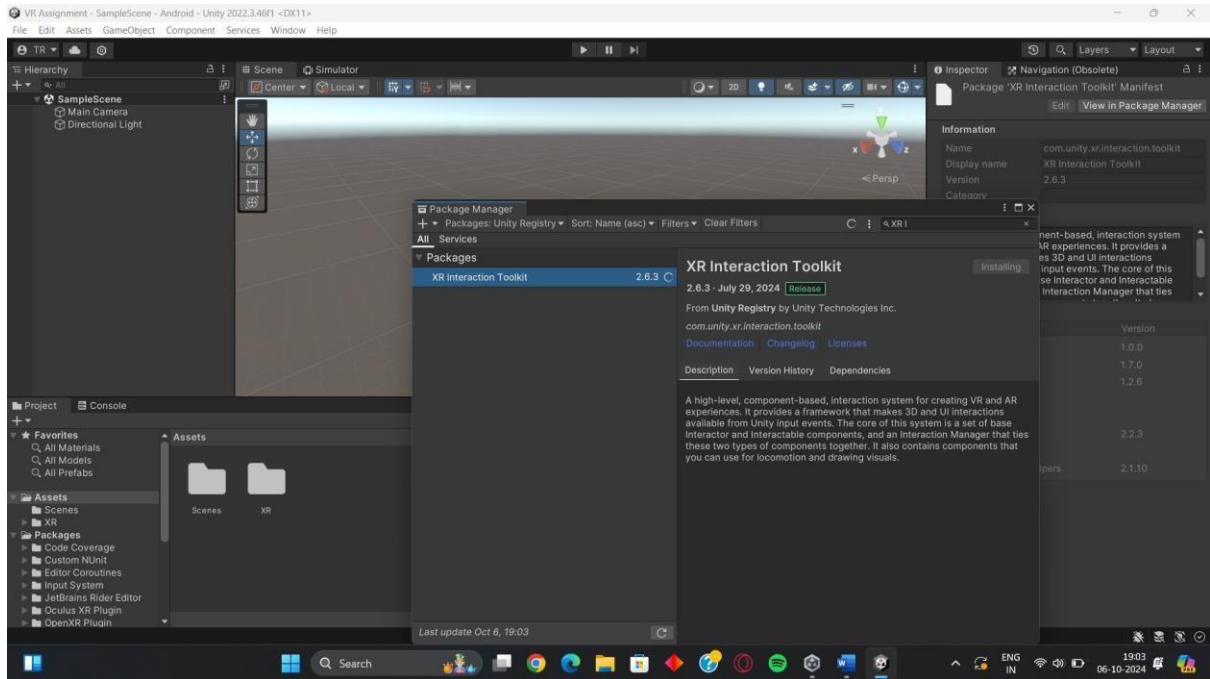 VR Assignment - SampleScene - Android - Unity 2022.3.46f1 <DX11>
File Edit Assets GameObject Component Services Window Help
TR
Layers Layout
Hierarchy
Scene Simulator
Inspector Navigation (Obsolete)
All
Center Local
2D
Package 'XR Interaction Toolkit' Manifest
Edit View in Package Manager
SampleScene
Main Camera
Directional Light
y
x z
Persp
Information
Name com.unity.xr.interaction.toolkit
Display name XR Interaction Toolkit
Version 2.6.3
Category
Package Manager
+ Packages: Unity Registry Sort: Name (asc) Filters Clear Filters
XR I
All Services
Packages
XR Interaction Toolkit 2.6.3
XR Interaction Toolkit
Installing
2.6.3 - July 29, 2024 Release
From Unity Registry by Unity Technologies Inc.
com.unity.xr.interaction.toolkit
Documentation Changelog Licenses
Description Version History Dependencies
A high-level, component-based, interaction system for creating VR and AR
experiences. It provides a framework that makes 3D and UI interactions
available from Unity input events. The core of this system is a set of base
Interactor and Interactable components, and an Interaction Manager that ties
these two types of components together. It also contains components that
you can use for locomotion and drawing visuals.
Last update Oct 6, 19:03
nent-based, interaction system
AR experiences. It provides a
es 3D and UI interactions
input events. The core of this
se Interactor and Interactable
Interaction Manager that ties
Version
1.0.0
1.7.0
1.2.6
2.2.3
lpers 2.1.10
Project Console
Favorites
All Materials
All Models
All Prefabs
Assets
Scenes
XR
Packages
Code Coverage
Custom NUnit
Editor Coroutines
Input System
JetBrains Rider Editor
Oculus XR Plugin
OpenXR Plugin
Assets
Scenes XR
Search
ENG
IN
19:03
06-10-2024